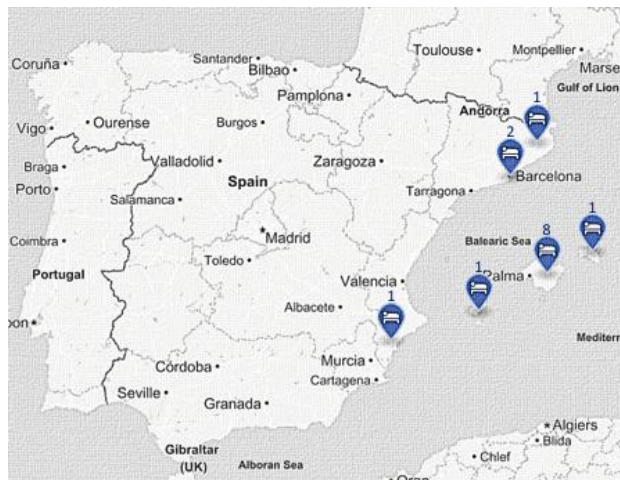 Coruña
Santander
Bilbao
Toulouse
Montpellier
Marse
Gulf of Lion
Pamplona
Andorra
1
Vigo
Ourense
Burgos
2
Braga
Valladolid
Zaragoza
Barcelona
Porto
Salamanca
Spain
Tarragona
1
Coimbra
Madrid
Balearic Sea
8
Portugal
Toledo
Valencia
1
Palma
bon
Albacete
1
Mediterr
Córdoba
Murcia
Seville
Granada
Cartagena
Gibraltar
(UK)
Alboran Sea
Algiers
Blida
Chlef
Oran